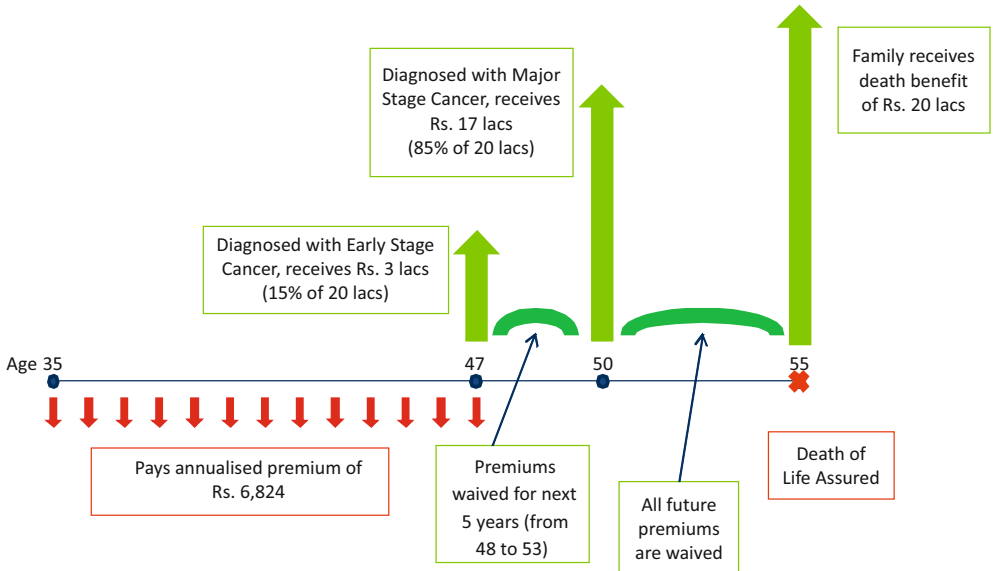 Family receives
death benefit
of Rs. 20 lacs
Diagnosed with Major
Stage Cancer, receives
Rs. 17 lacs
(85% of 20 lacs)
Diagnosed with Early Stage
Cancer, receives Rs. 3 lacs
(15% of 20 lacs)
Age 35
47
50
55
Pays annualised premium of
Rs. 6,824
Premiums
waived for next
5 years (from
48 to 53)
All future
premiums
are waived
Death of
Life Assured